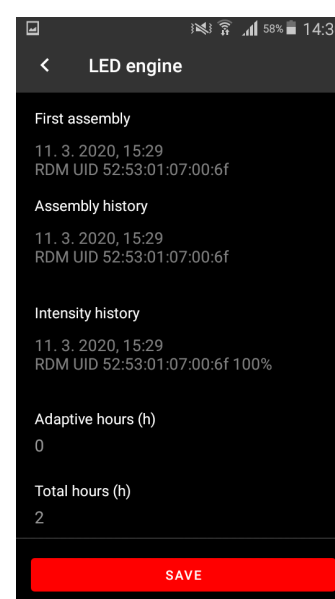 58% 14:3
LED engine
First assembly
11. 3. 2020, 15:29
RDM UID 52:53:01:07:00:6f
Assembly history
11. 3. 2020, 15:29
RDM UID 52:53:01:07:00:6f
Intensity history
11. 3. 2020, 15:29
RDM UID 52:53:01:07:00:6f 100%
Adaptive hours (h)
0
Total hours (h)
2
SAVE